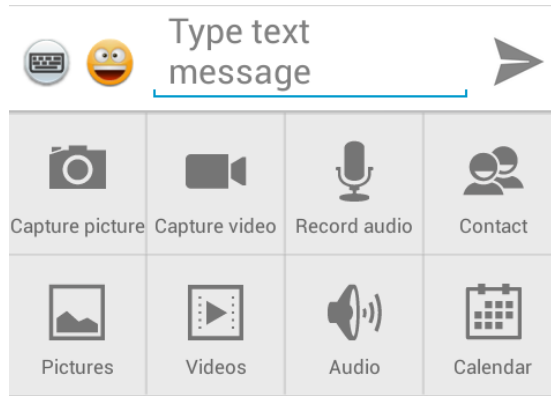 Type text
message
Capture picture Capture video Record audio Contact
Pictures Videos Audio Calendar